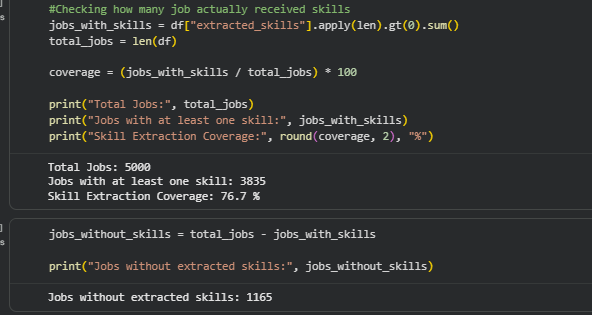 #Checking how many job actually received skills
jobs_with_skills = df["extracted_skills"].apply(len).gt(0).sum()
total_jobs = len(df)
coverage = (jobs_with_skills / total_jobs) * 100
print("Total Jobs:", total_jobs)
print("Jobs with at least one skill:", jobs_with_skills)
print("Skill Extraction Coverage:", round(coverage, 2), "%")
Total Jobs: 5000
Jobs with at least one skill: 3835
Skill Extraction Coverage: 76.7 %
jobs_without_skills = total_jobs - jobs_with_skills
print("Jobs without extracted skills:", jobs_without_skills)
Jobs without extracted skills: 1165